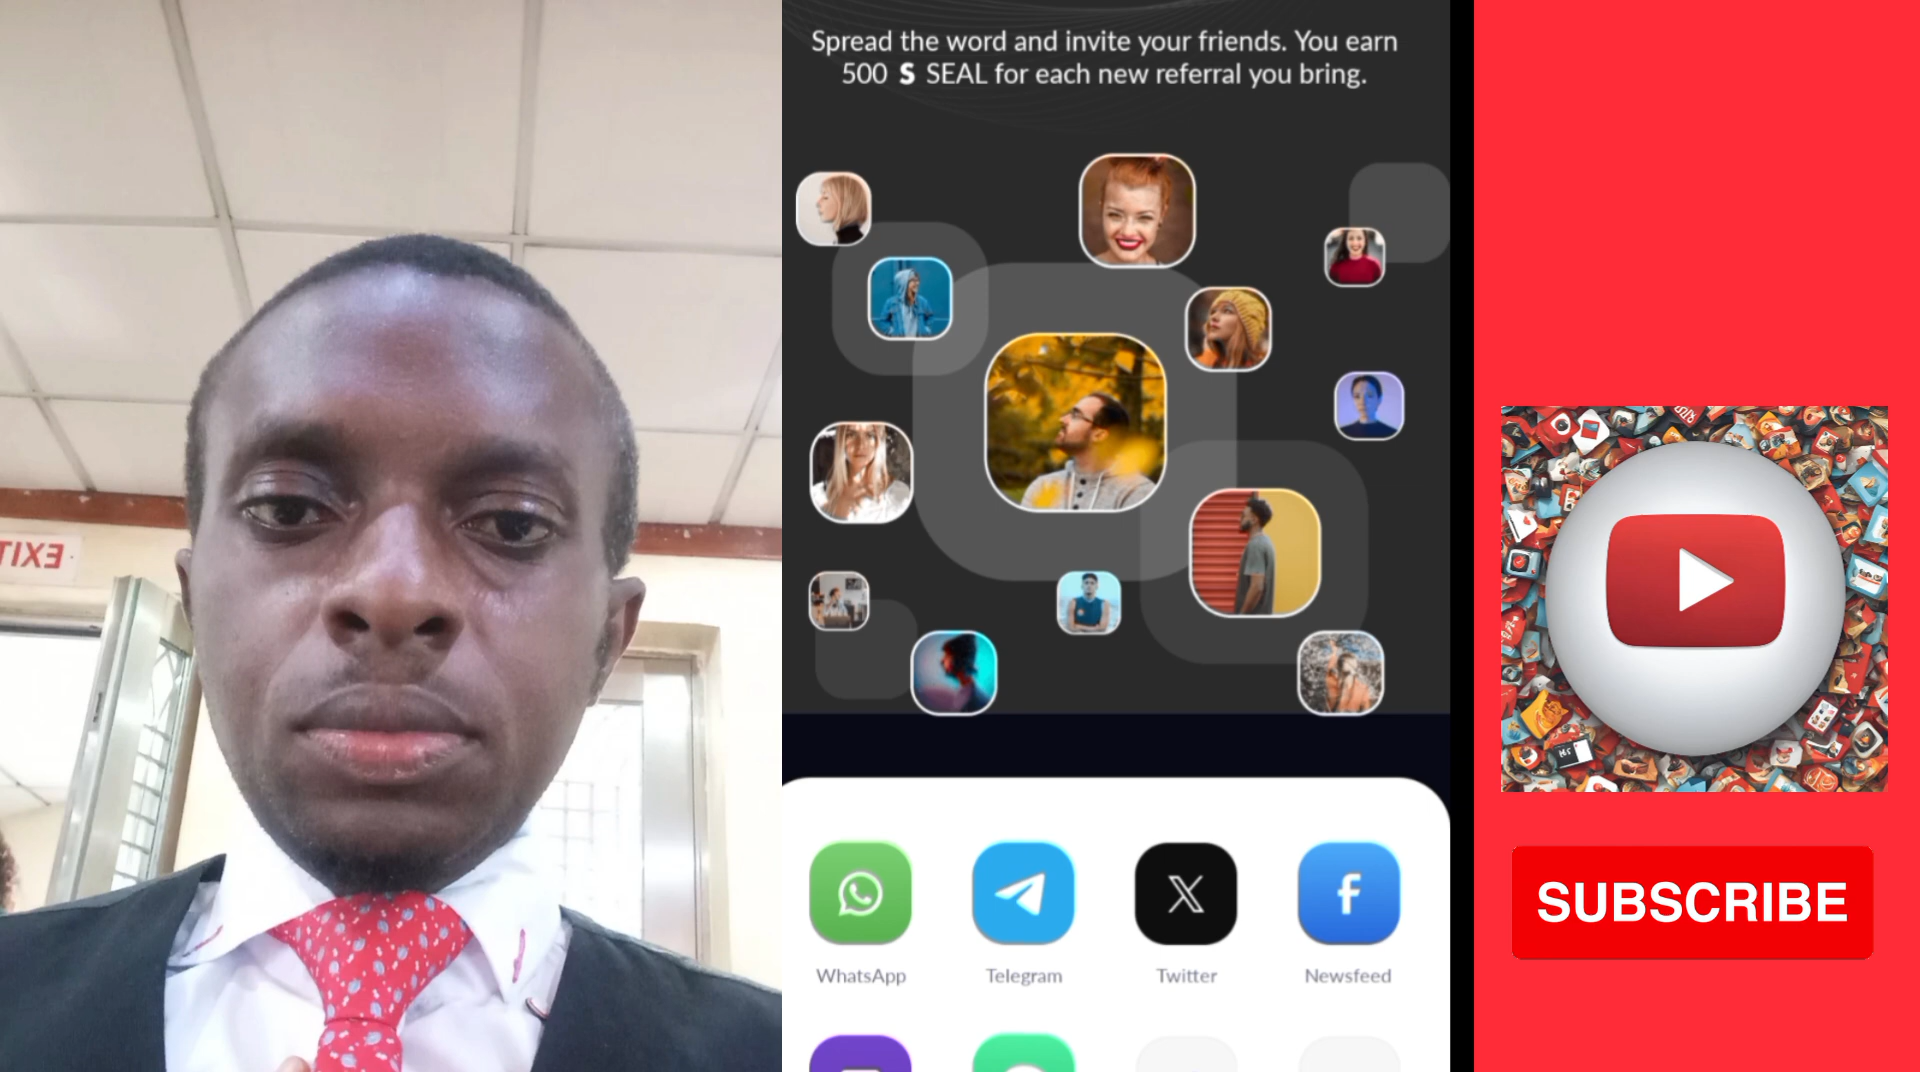 Spread the word and invite your friends. You earn
500 S SEAL for each new referral you bring.
EXIT
WhatsApp
Telegram
Twitter
Newsfeed
SUBSCRIBE